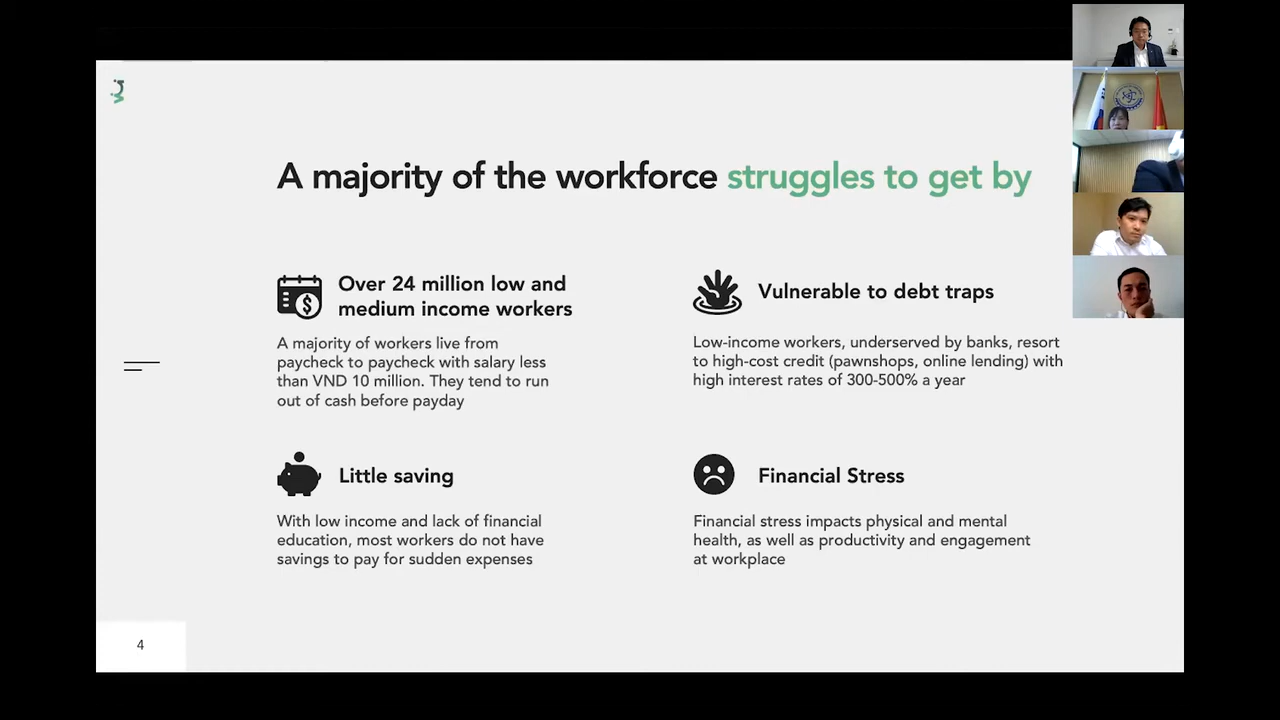 A majority of the workforce struggles to get by
Over 24 million low and
medium income workers
A majority of workers live from
paycheck to paycheck with salary less
than VND 10 million. They tend to run
out of cash before payday
Vulnerable to debt traps
Low-income workers, underserved by banks, resort
to high-cost credit (pawnshops, online lending) with
high interest rates of 300-500% a year
Little saving
With low income and lack of financial
education, most workers do not have
savings to pay for sudden expenses
Financial Stress
Financial stress impacts physical and mental
health, as well as productivity and engagement
at workplace
4